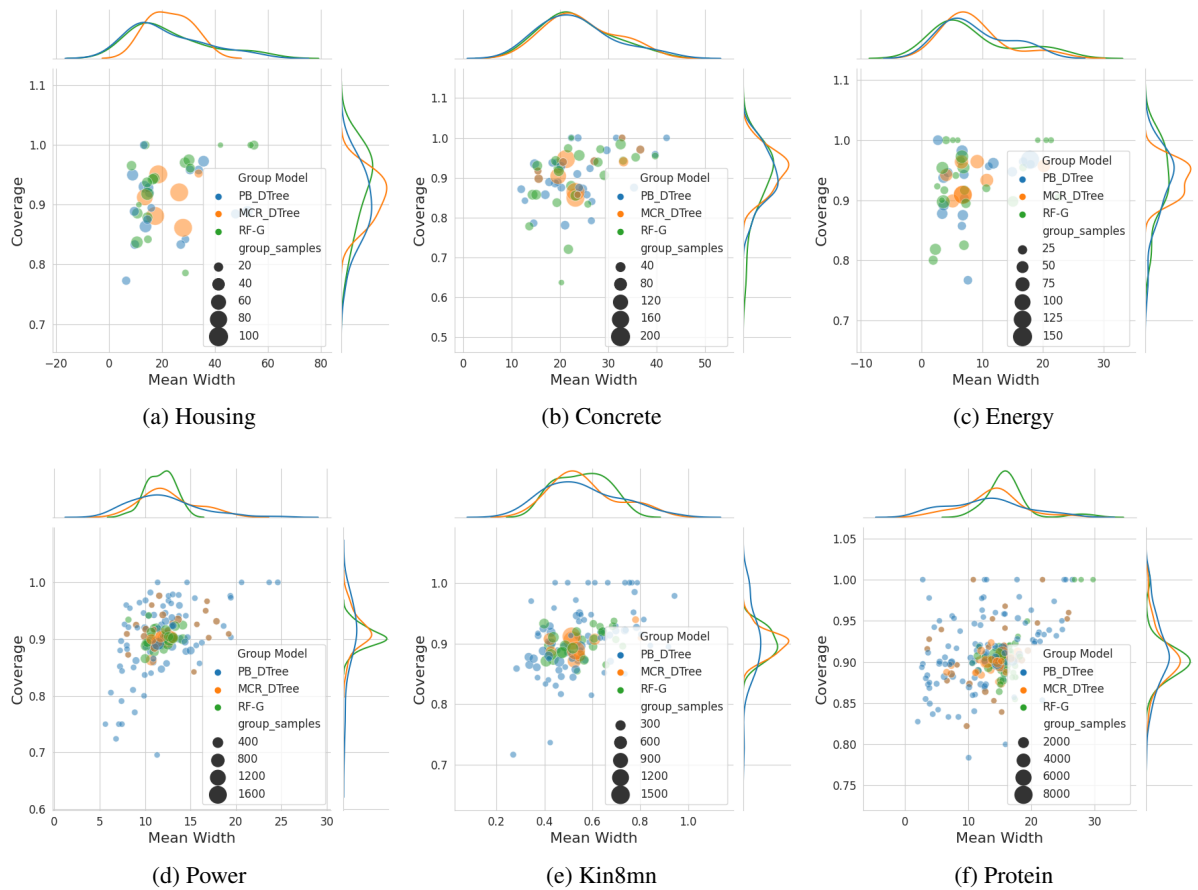 1.1
1.0
0.9
0.8
0.7
Coverage
−20 0 20 40 60 80
Mean Width
Group Model
PB_DTree
MCR_DTree
RF-G
group_samples
20
40
60
80
100
(a) Housing
1.1
1.0
0.9
0.8
0.7
0.6
0.5
Coverage
0 10 20 30 40 50
Mean Width
Group Model
PB_DTree
MCR_DTree
RF-G
group_samples
40
80
120
160
200
(b) Concrete
1.1
1.0
0.9
0.8
0.7
Coverage
−10 0 10 20 30
Mean Width
Group Model
PB_DTree
MCR_DTree
RF-G
group_samples
25
50
75
100
125
150
(c) Energy
1.0
0.9
0.8
0.7
0.6
Coverage
0 5 10 15 20 25 30
Mean Width
Group Model
PB_DTree
MCR_DTree
RF-G
group_samples
400
800
1200
1600
(d) Power
1.1
1.0
0.9
0.8
0.7
Coverage
0.2 0.4 0.6 0.8 1.0
Mean Width
Group Model
PB_DTree
MCR_DTree
RF-G
group_samples
300
600
900
1200
1500
(e) Kin8mn
1.05
1.00
0.95
0.90
0.85
0.80
0.75
Coverage
0 10 20 30
Mean Width
Group Model
PB_DTree
MCR_DTree
RF-G
group_samples
2000
4000
6000
8000
(f) Protein